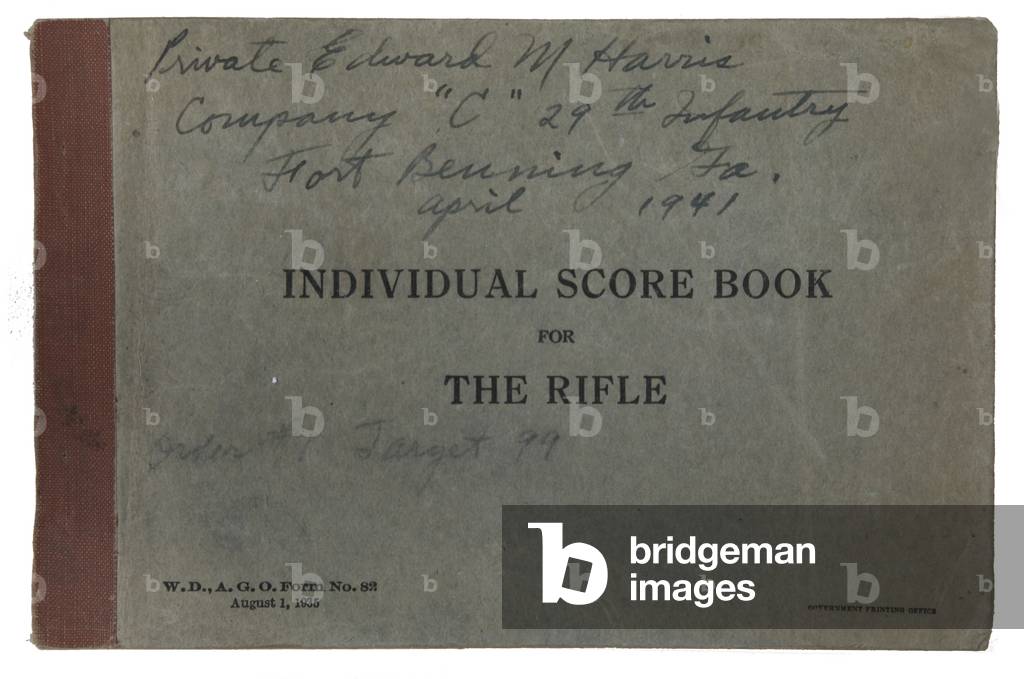 Private Edward M Harris
Company "C" 29th Infantry
Fort Benning Ga.
April 1941
INDIVIDUAL SCORE BOOK
FOR
THE RIFLE
Order Target 99
W. D., A. G. O. Form No. 82
August 1, 1935
GOVERNMENT PRINTING OFFICE
bridgeman
images